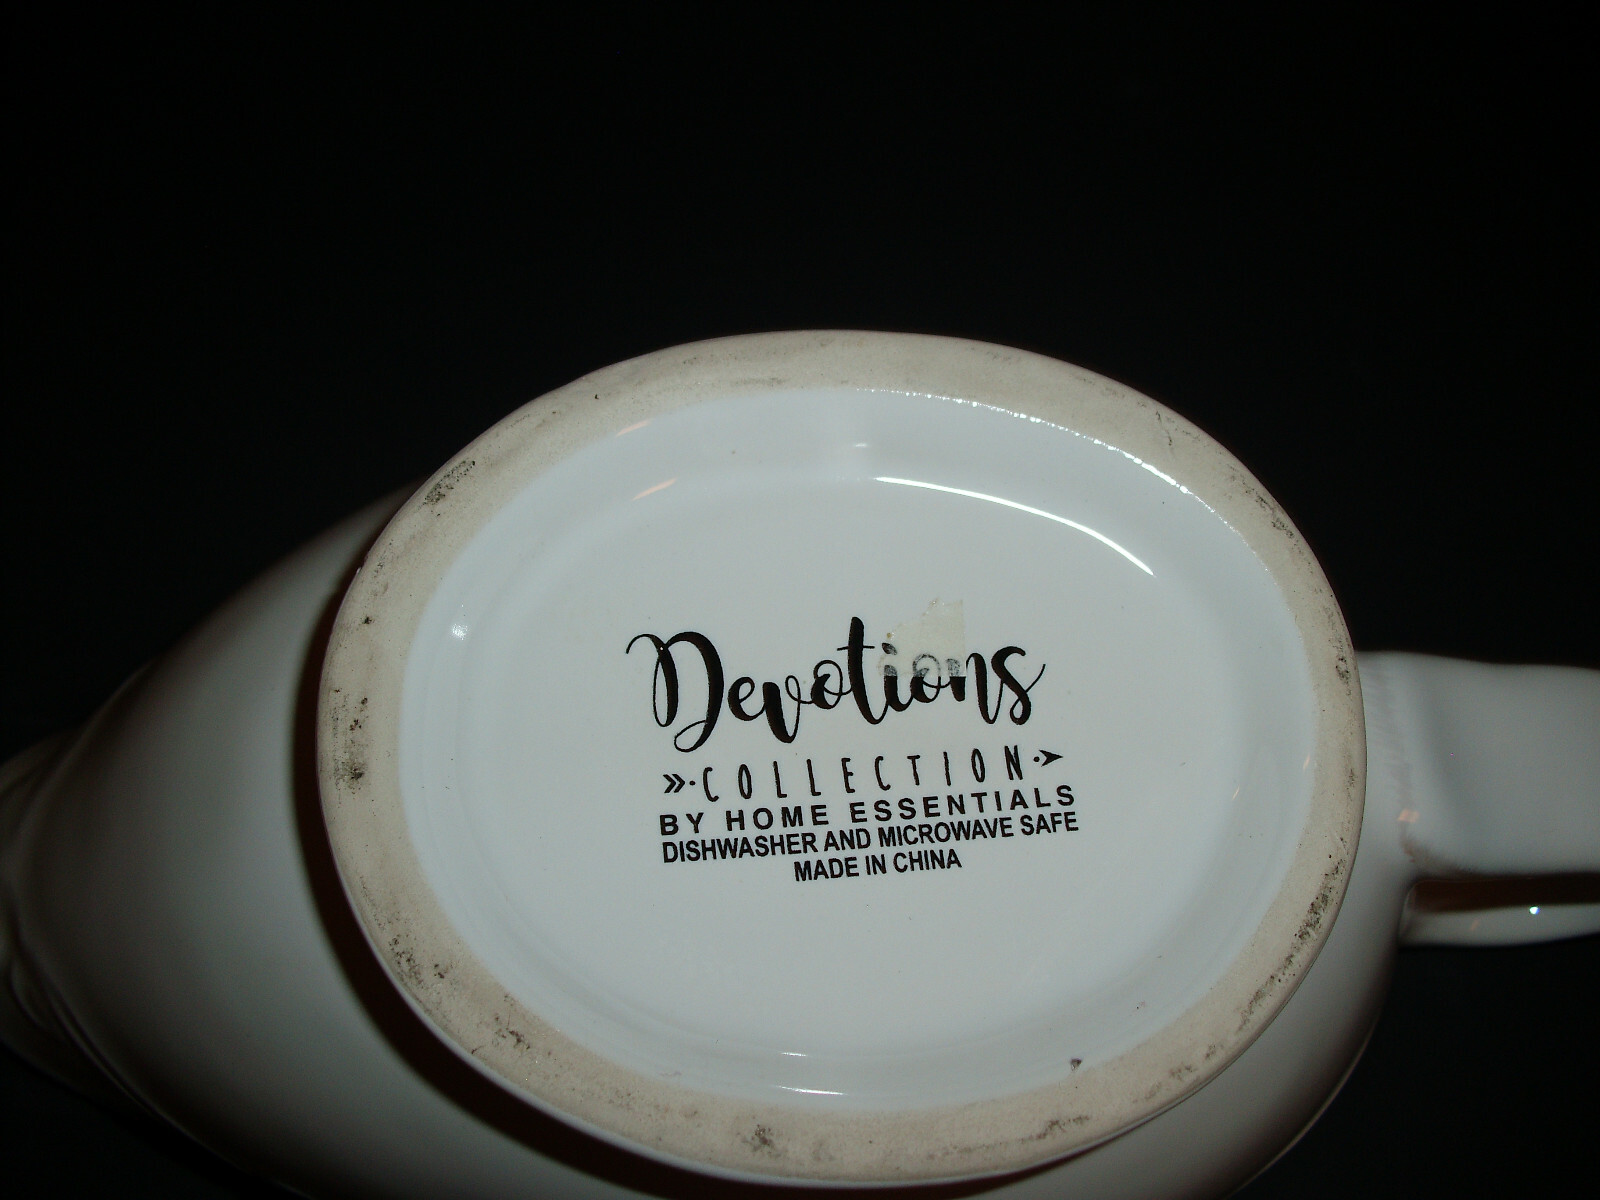 Devotions
COLLECTION
BY HOME ESSENTIALS
DISHWASHER AND MICROWAVE SAFE
MADE IN CHINA